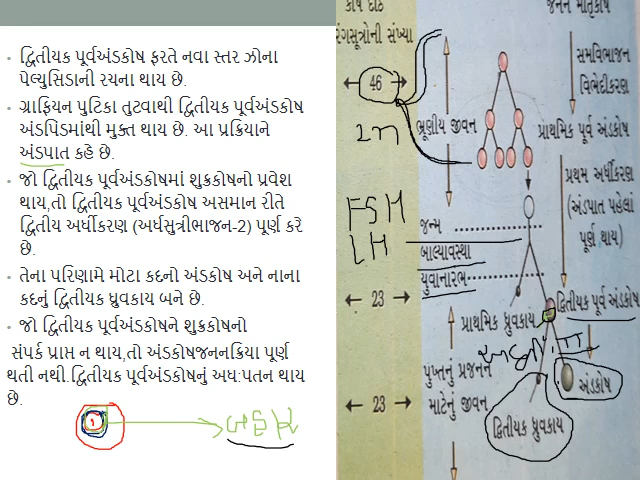 દ્વિતીયક પૂર્વઅંડકોષ ફરતે નવા સ્તર ઝોના
પેલ્યુસિડાની રચના થાય છે.
ગ્રાફિયન પુટિકા તુટવાથી દ્વિતીયક પૂર્વઅંડકોષ
અંડપિંડમાંથી મુક્ત થાય છે. આ પ્રક્રિયાને
અંડપાત કહે છે.
જો દ્વિતીયક પૂર્વઅંડકોષમાં શુક્રકોષનો પ્રવેશ
થાય,તો દ્વિતીયક પૂર્વઅંડકોષ અસમાન રીતે
દ્વિતીય અર્ધીકરણ (અર્ધસુત્રીભાજન-2) પૂર્ણ કરે
છે.
તેના પરિણામે મોટા કદનો અંડકોષ અને નાના
કદનું દ્વિતીયક ધ્રુવકાય બને છે.
જો દ્વિતીયક પૂર્વઅંડકોષને શુક્રકોષનો
સંપર્ક પ્રાપ્ત ન થાય,તો અંડકોષજનનક્રિયા પૂર્ણ
થતી નથી.દ્વિતીયક પૂર્વઅંડકોષનું અધઃપતન થાય
છે.
કોષ દીઠ
રંગસૂત્રોની સંખ્યા
46
2n
FSH
LH
23
23
ભ્રૂણીય જીવન
જન્મ
બાલ્યાવસ્થા
યુવાનારંભ
પ્રાથમિક ધ્રુવકાય
પુખ્તનું પ્રજનન
માટેનું જીવન
દ્વિતીયક ધ્રુવકાય
જનન માતૃકોષ
સમવિભાજન
વિભેદીકરણ
પ્રાથમિક પૂર્વ અંડકોષ
પ્રથમ અર્ધીકરણ
(અંડપાત પહેલાં
પૂર્ણ થાય)
દ્વિતીયક પૂર્વ અંડકોષ
અંડકોષ